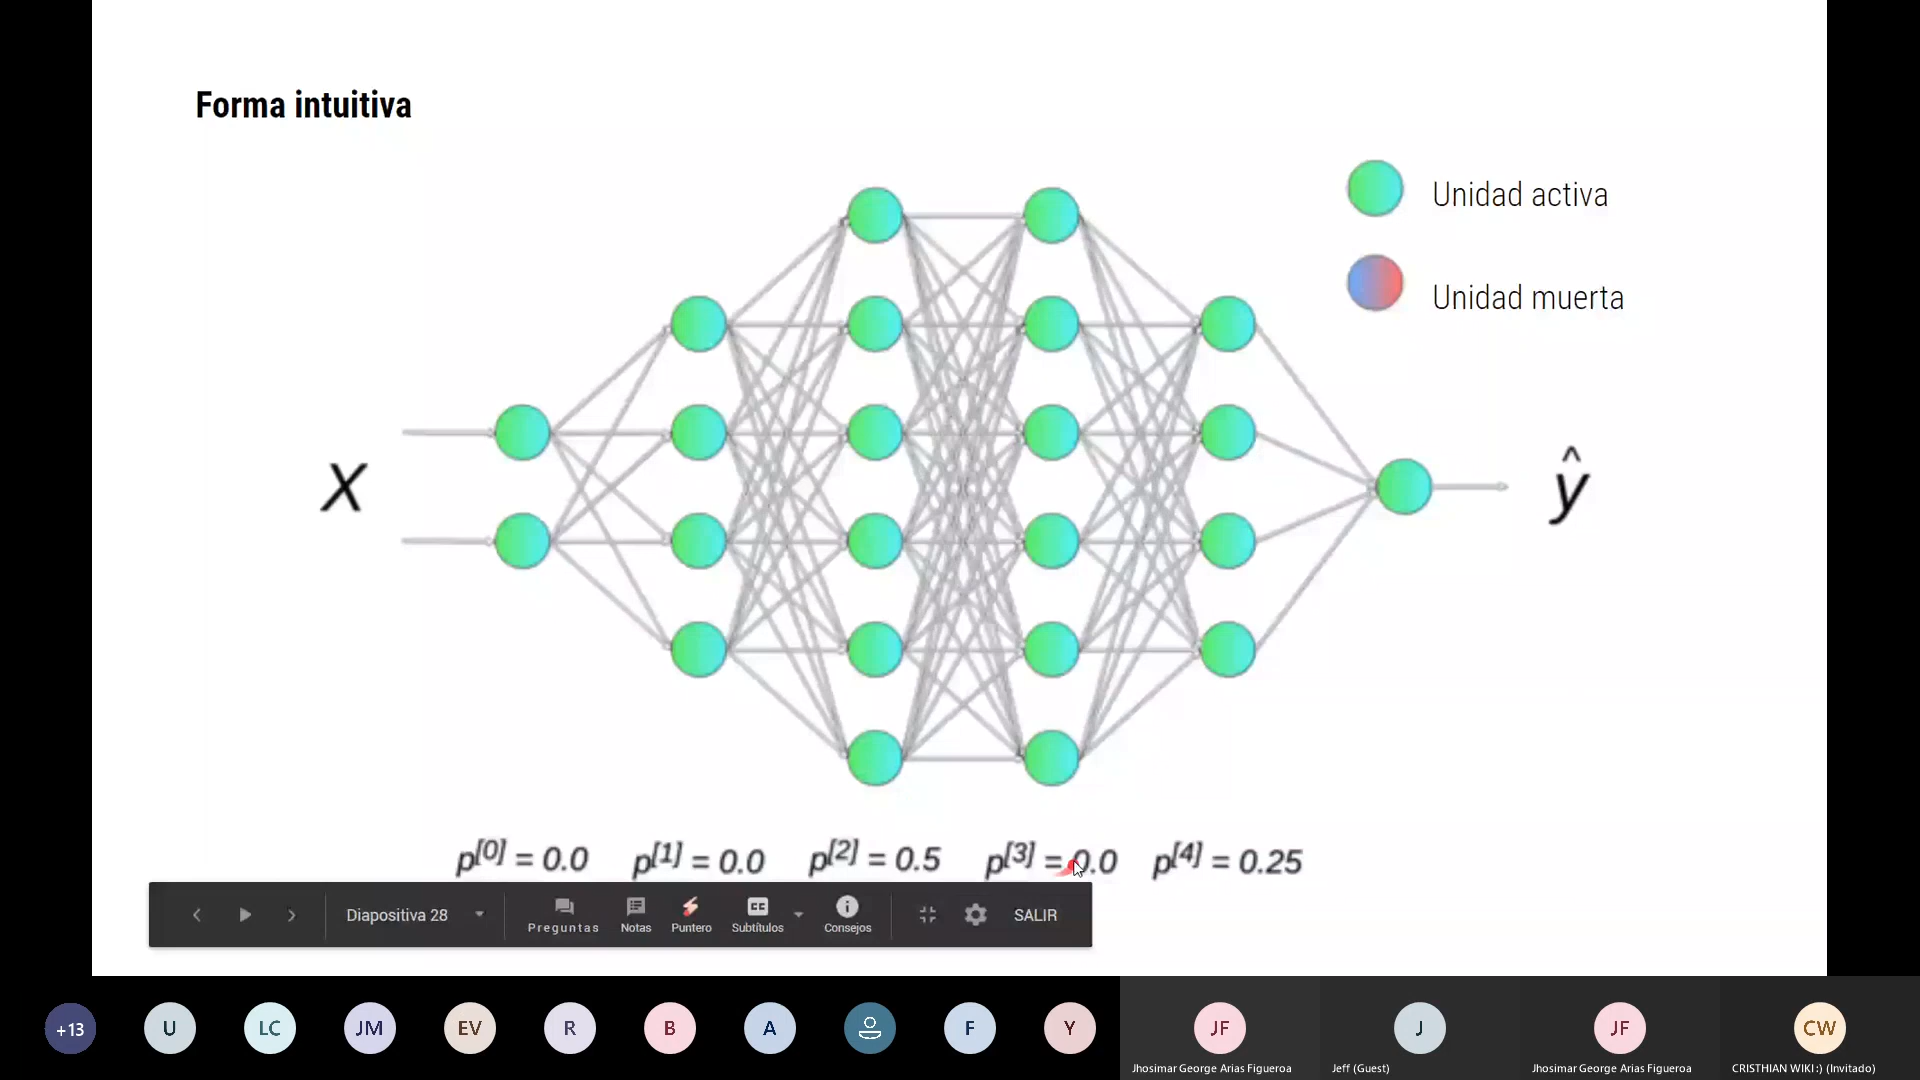 Forma intuitiva
Unidad activa
Unidad muerta
X
ŷ
p[0] = 0.0 p[1] = 0.0 p[2] = 0.5 p[3] = 0.0 p[4] = 0.25
Diapositiva 28
Preguntas
Notas
Puntero
CC
Subtítulos
Consejos
SALIR
+13
U
LC
JM
EV
R
B
A
F
Y
JF
Jhosimar George Arias Figueroa
J
Jeff (Guest)
JF
Jhosimar George Arias Figueroa
CW
CRISTHIAN WIKI :) (Invitado)